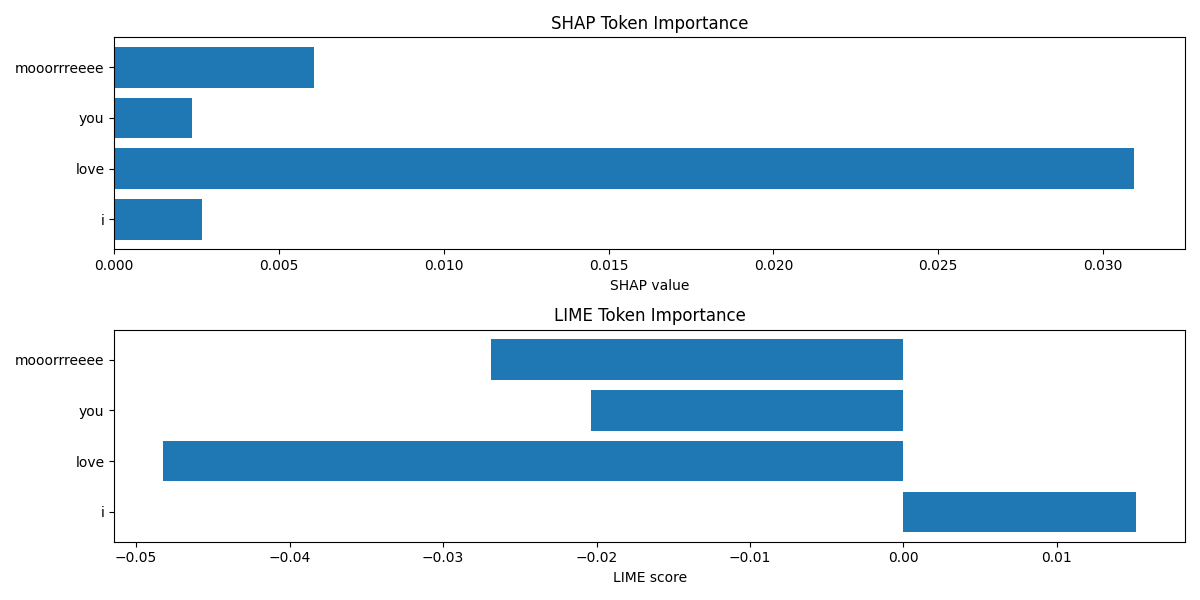 SHAP Token Importance
mooorrreeee
you
love
i
0.000 0.005 0.010 0.015 0.020 0.025 0.030
SHAP value
LIME Token Importance
mooorrreeee
you
love
i
−0.05 −0.04 −0.03 −0.02 −0.01 0.00 0.01
LIME score